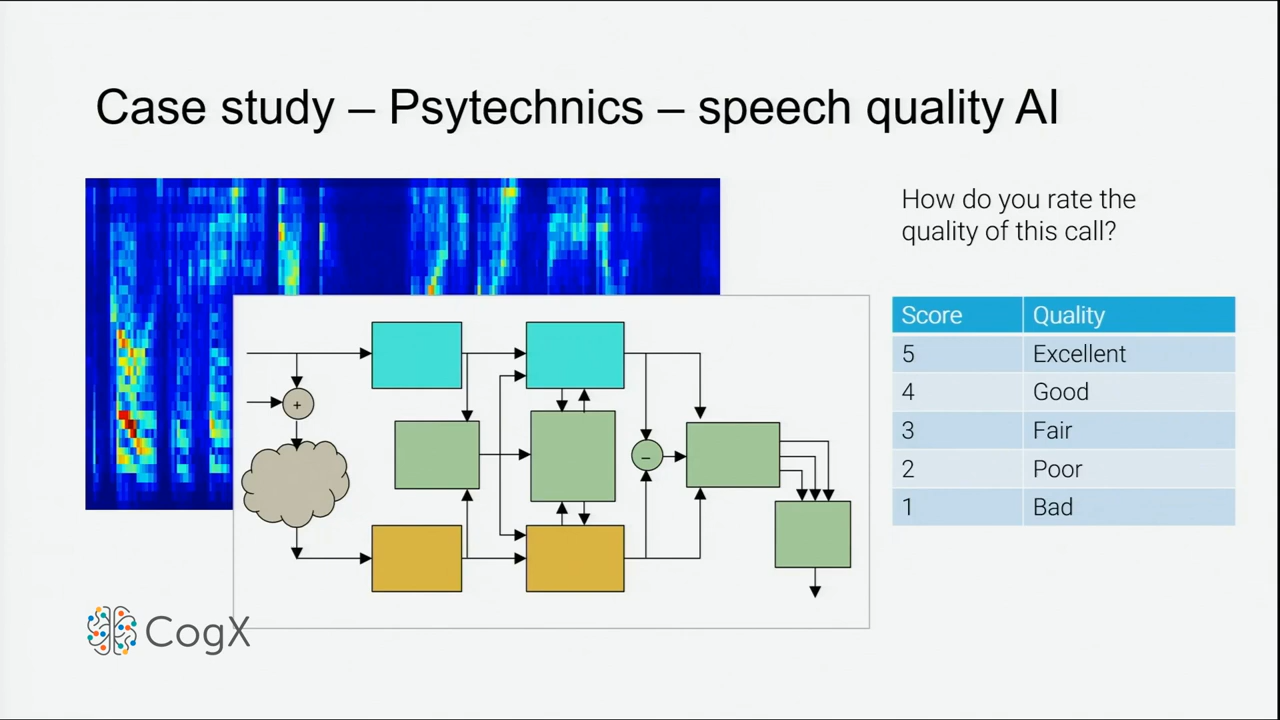 Case study – Psytechnics – speech quality AI
How do you rate the
quality of this call?
Score Quality
5 Excellent
4 Good
3 Fair
2 Poor
1 Bad
+
−
CogX